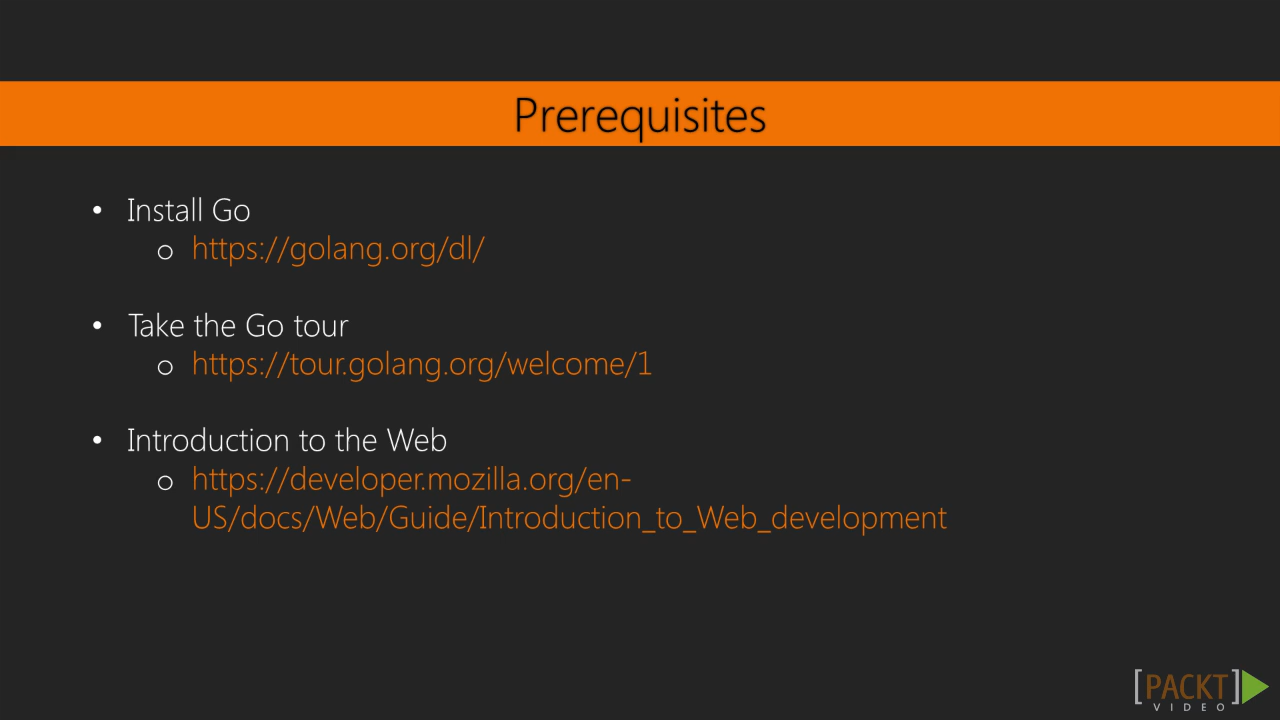 Prerequisites
• Install Go
o https://golang.org/dl/
• Take the Go tour
o https://tour.golang.org/welcome/1
• Introduction to the Web
o https://developer.mozilla.org/en-
US/docs/Web/Guide/Introduction_to_Web_development
[PACKT]
VIDEO